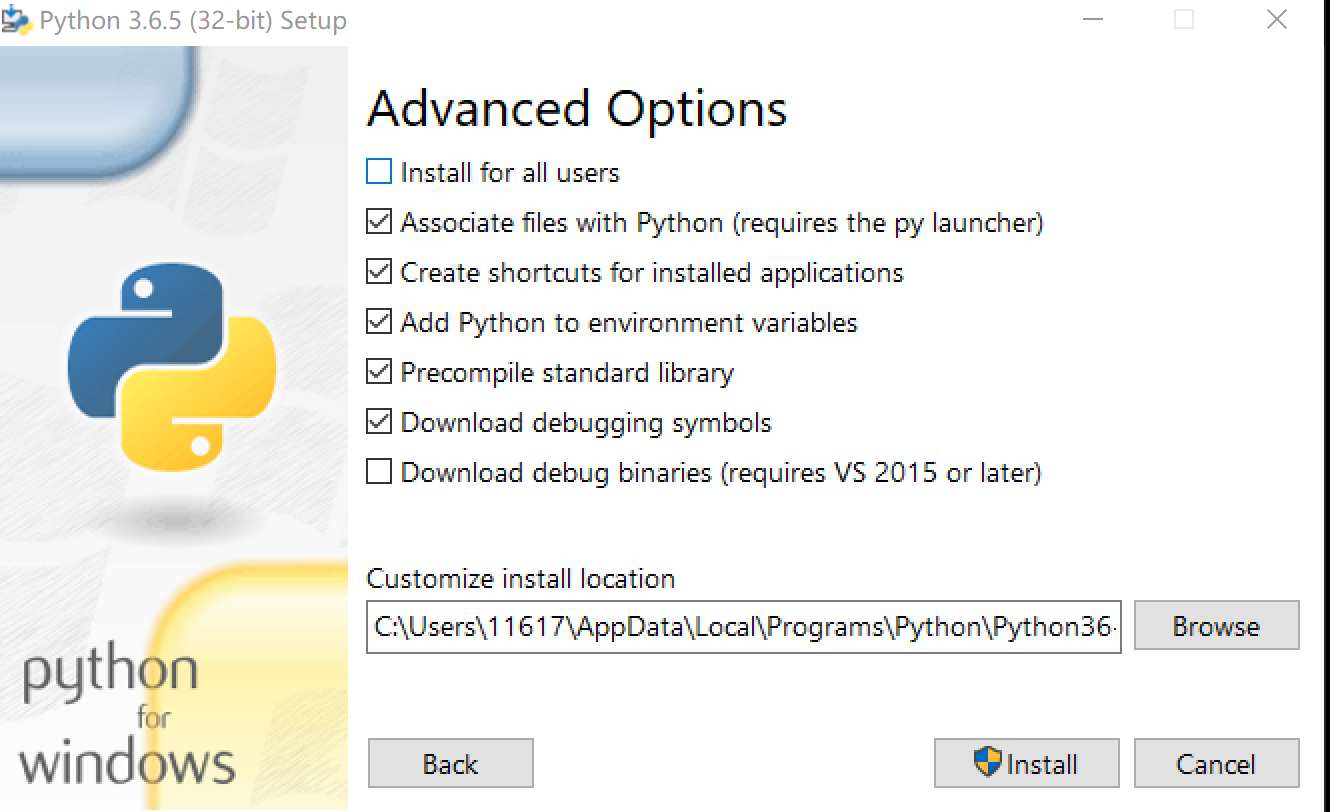 Python 3.6.5 (32-bit) Setup
Advanced Options
Install for all users
Associate files with Python (requires the py launcher)
Create shortcuts for installed applications
Add Python to environment variables
Precompile standard library
Download debugging symbols
Download debug binaries (requires VS 2015 or later)
Customize install location
C:\Users\11617\AppData\Local\Programs\Python\Python36-
Browse
python
for
windows
Back
Install
Cancel